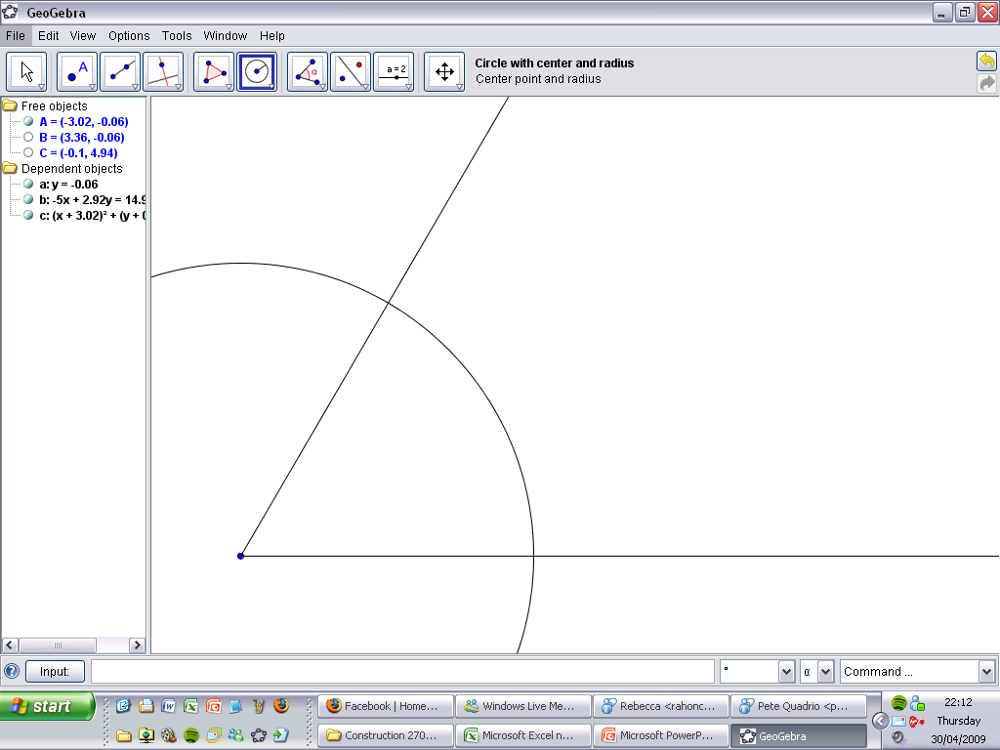 GeoGebra
File Edit View Options Tools Window Help
A α a = 2
Circle with center and radius
Center point and radius
Free objects
A = (-3.02, -0.06)
B = (3.36, -0.06)
C = (-0.1, 4.94)
Dependent objects
a: y = -0.06
b: -5x + 2.92y = 14.9
c: (x + 3.02)² + (y + 0
Input: ° α Command ...
start
Facebook | Home... Windows Live Me... Rebecca <rahonc... Pete Quadrio <p... 22:12
Thursday
Construction 270... Microsoft Excel n... Microsoft PowerP... GeoGebra 30/04/2009